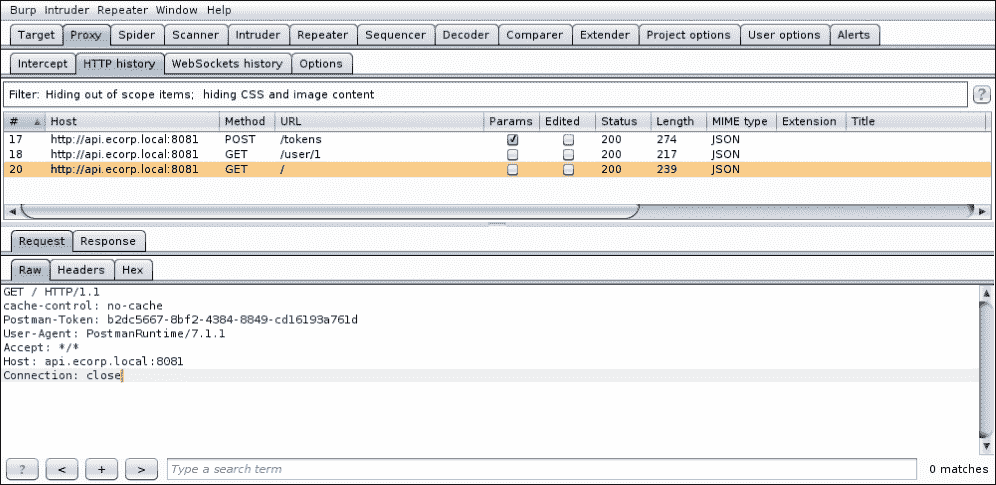 Burp Intruder Repeater Window Help
Target Proxy Spider Scanner Intruder Repeater Sequencer Decoder Comparer Extender Project options User options Alerts
Intercept HTTP history WebSockets history Options
Filter: Hiding out of scope items; hiding CSS and image content ?
# Host Method URL Params Edited Status Length MIME type Extension Title
17 http://api.ecorp.local:8081 POST /tokens 200 274 JSON
18 http://api.ecorp.local:8081 GET /user/1 200 217 JSON
20 http://api.ecorp.local:8081 GET / 200 239 JSON
Request Response
Raw Headers Hex
GET / HTTP/1.1
cache-control: no-cache
Postman-Token: b2dc5667-8bf2-4384-8849-cd16193a761d
User-Agent: PostmanRuntime/7.1.1
Accept: */*
Host: api.ecorp.local:8081
Connection: close
? < + > Type a search term 0 matches